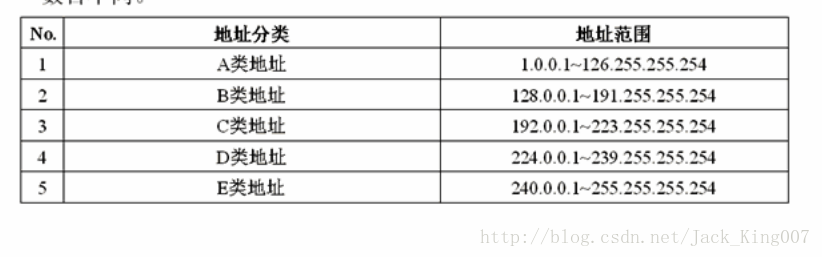 No. 地址分类 地址范围
1 A类地址 1.0.0.1~126.255.255.254
2 B类地址 128.0.0.1~191.255.255.254
3 C类地址 192.0.0.1~223.255.255.254
4 D类地址 224.0.0.1~239.255.255.254
5 E类地址 240.0.0.1~255.255.255.254
http://blog.csdn.net/Jack_King007